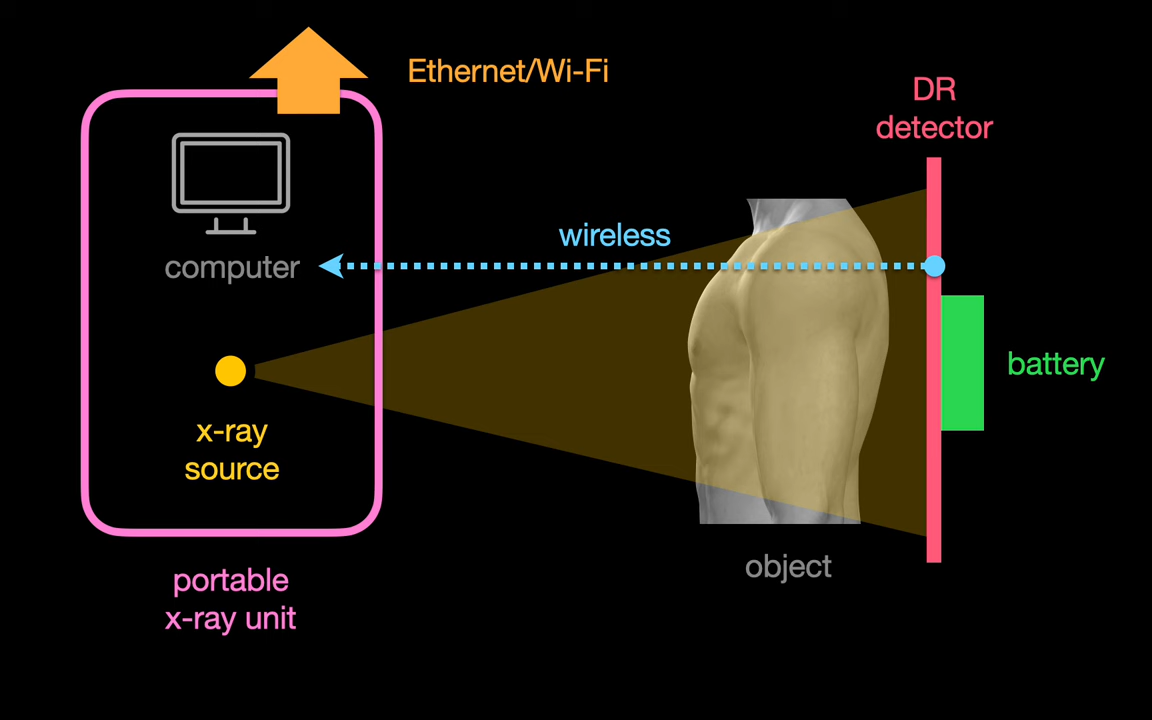 Ethernet/Wi-Fi
DR
detector
wireless
computer
battery
x-ray
source
object
portable
x-ray unit